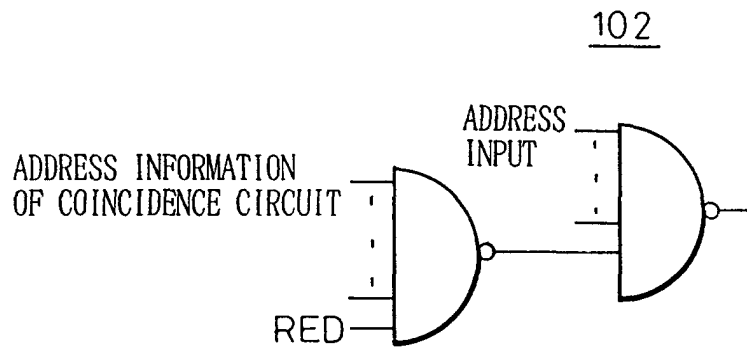 102
ADDRESS
INPUT
ADDRESS INFORMATION
OF COINCIDENCE CIRCUIT
RED